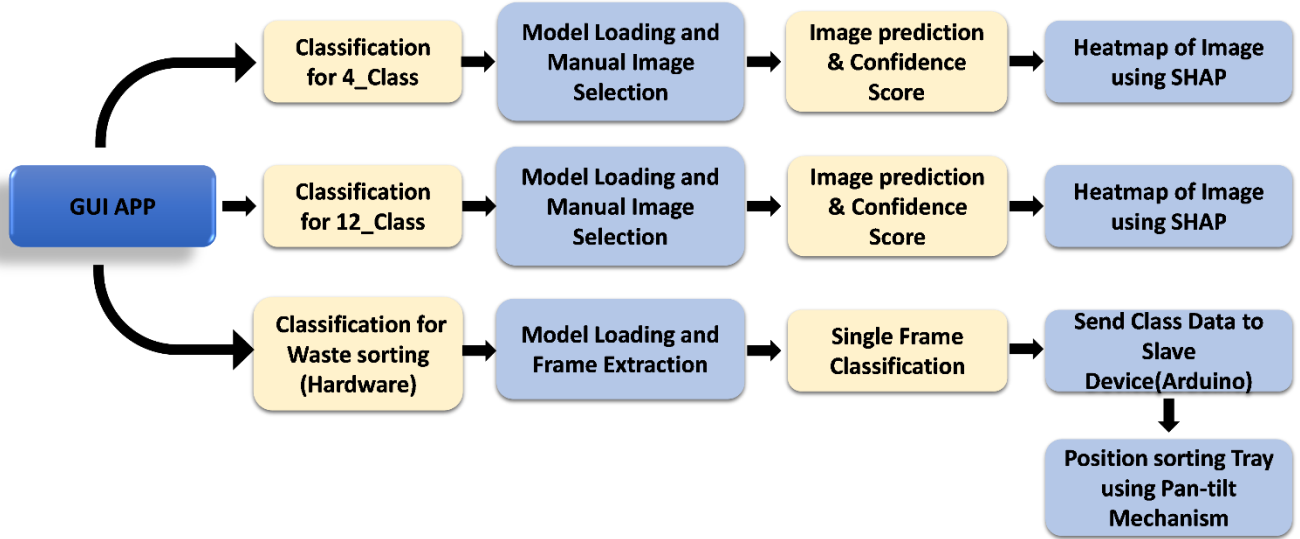 Classification
for 4_Class
Model Loading and
Manual Image
Selection
Image prediction
& Confidence
Score
Heatmap of Image
using SHAP
GUI APP
Classification
for 12_Class
Model Loading and
Manual Image
Selection
Image prediction
& Confidence
Score
Heatmap of Image
using SHAP
Classification for
Waste sorting
(Hardware)
Model Loading and
Frame Extraction
Single Frame
Classification
Send Class Data to
Slave
Device(Arduino)
Position sorting Tray
using Pan-tilt
Mechanism